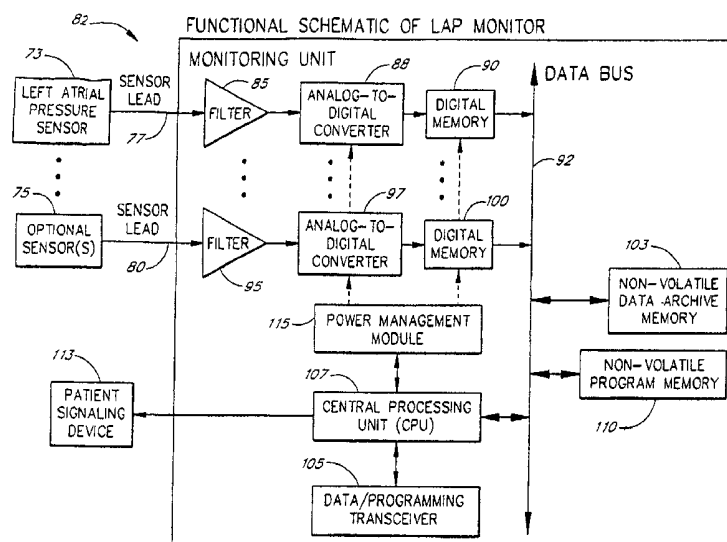 FUNCTIONAL SCHEMATIC OF LAP MONITOR
82
MONITORING UNIT
73
LEFT ATRIAL
PRESSURE
SENSOR
SENSOR
LEAD
77
85
FILTER
88
ANALOG-TO-
DIGITAL
CONVERTER
90
DIGITAL
MEMORY
DATA BUS
92
75
OPTIONAL
SENSOR(S)
SENSOR
LEAD
80
FILTER
95
97
ANALOG-TO-
DIGITAL
CONVERTER
100
DIGITAL
MEMORY
103
NON-VOLATILE
DATA ARCHIVE
MEMORY
115
POWER MANAGEMENT
MODULE
NON-VOLATILE
PROGRAM MEMORY
110
113
PATIENT
SIGNALING
DEVICE
107
CENTRAL PROCESSING
UNIT (CPU)
105
DATA/PROGRAMMING
TRANSCEIVER